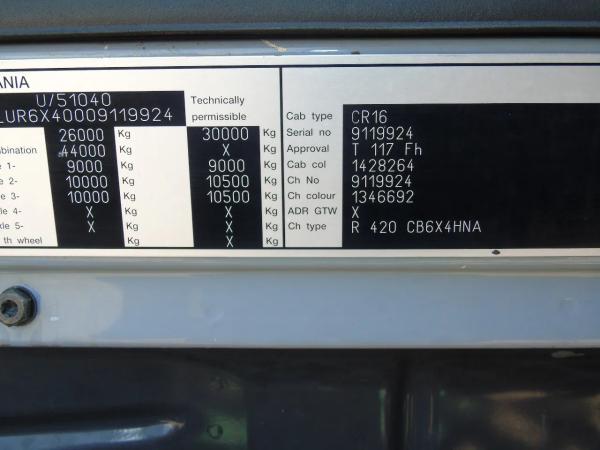 ANIA
U/51040
LUR6X40009119924
Technically
permissible
26000 Kg 30000 Kg
bination 44000 Kg X Kg
e 1- 9000 Kg 9000 Kg
e 2- 10000 Kg 10500 Kg
e 3- 10000 Kg 10500 Kg
le 4- X Kg X Kg
kle 5- X Kg X Kg
th wheel Kg X Kg
Cab type CR16
Serial no 9119924
Approval T 117 Fh
Cab col 1428264
Ch No 9119924
Ch colour 1346692
ADR GTW X
Ch type R 420 CB6X4HNA